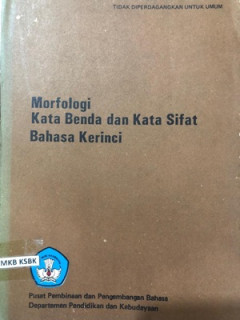 TIDAK DIPERDAGANGKAN UNTUK UMUM
Morfologi
Kata Benda dan Kata Sifat
Bahasa Kerinci
MKB KSBK
Pusat Pembinaan dan Pengembangan Bahasa
Departemen Pendidikan dan Kebudayaan